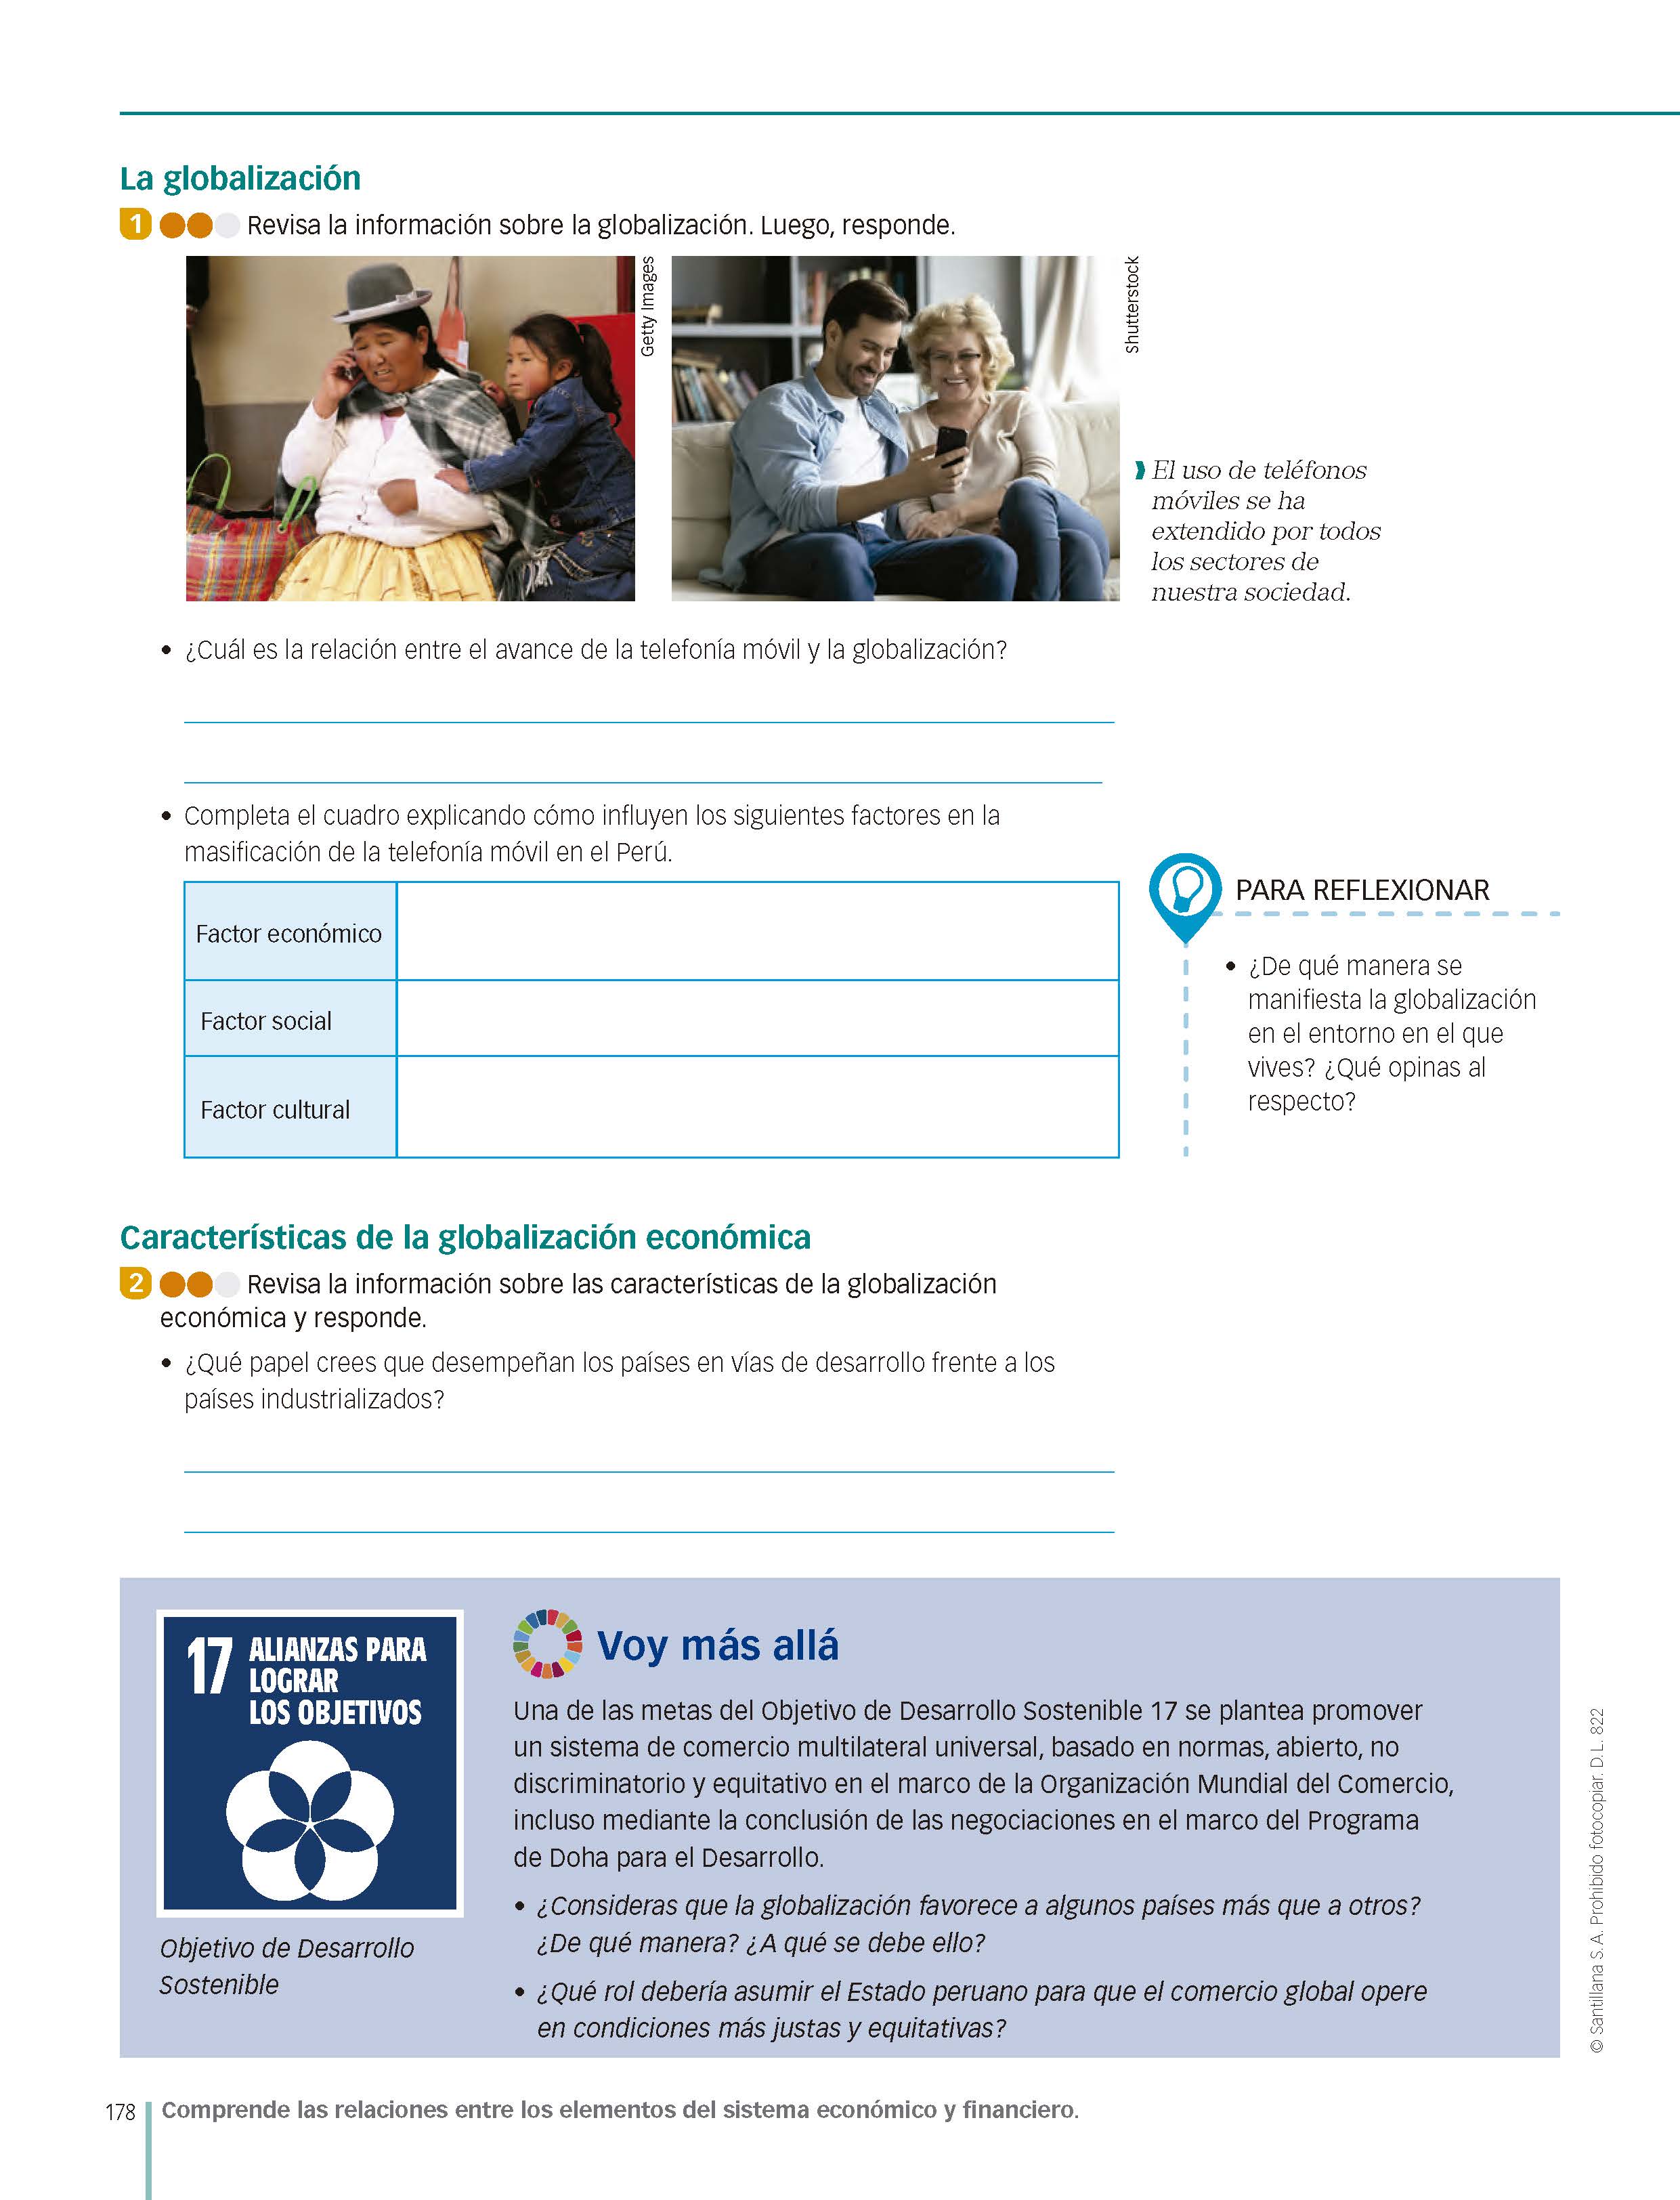 La globalización
1 Revisa la información sobre la globalización. Luego, responde.
Getty Images
Shutterstock
El uso de teléfonos
móviles se ha
extendido por todos
los sectores de
nuestra sociedad.
• ¿Cuál es la relación entre el avance de la telefonía móvil y la globalización?
• Completa el cuadro explicando cómo influyen los siguientes factores en la
masificación de la telefonía móvil en el Perú.
Factor económico
Factor social
Factor cultural
PARA REFLEXIONAR
• ¿De qué manera se
manifiesta la globalización
en el entorno en el que
vives? ¿Qué opinas al
respecto?
Características de la globalización económica
2 Revisa la información sobre las características de la globalización
económica y responde.
• ¿Qué papel crees que desempeñan los países en vías de desarrollo frente a los
países industrializados?
17 ALIANZAS PARA
LOGRAR
LOS OBJETIVOS
Objetivo de Desarrollo
Sostenible
Voy más allá
Una de las metas del Objetivo de Desarrollo Sostenible 17 se plantea promover
un sistema de comercio multilateral universal, basado en normas, abierto, no
discriminatorio y equitativo en el marco de la Organización Mundial del Comercio,
incluso mediante la conclusión de las negociaciones en el marco del Programa
de Doha para el Desarrollo.
• ¿Consideras que la globalización favorece a algunos países más que a otros?
¿De qué manera? ¿A qué se debe ello?
• ¿Qué rol debería asumir el Estado peruano para que el comercio global opere
en condiciones más justas y equitativas?
© Santillana S.A. Prohibido fotocopiar. D.L. 822
178 Comprende las relaciones entre los elementos del sistema económico y financiero.